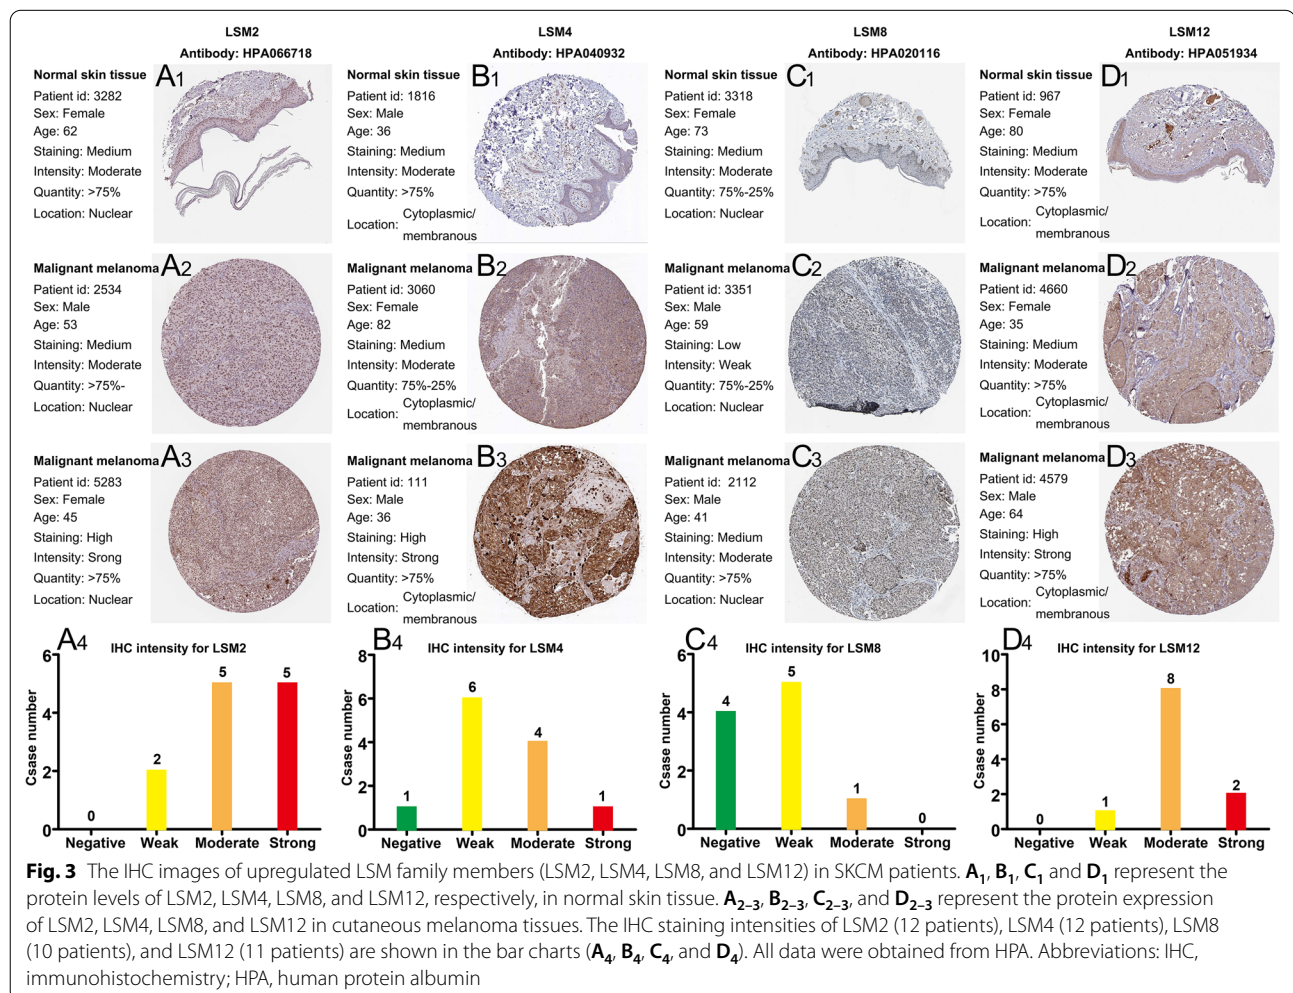 LSM2
Antibody: HPA066718
LSM4
Antibody: HPA040932
LSM8
Antibody: HPA020116
LSM12
Antibody: HPA051934
Normal skin tissue
Patient id: 3282
Sex: Female
Age: 62
Staining: Medium
Intensity: Moderate
Quantity: >75%
Location: Nuclear
A1
Normal skin tissue
Patient id: 1816
Sex: Male
Age: 36
Staining: Medium
Intensity: Moderate
Quantity: >75%
Location: Cytoplasmic/
membranous
B1
Normal skin tissue
Patient id: 3318
Sex: Female
Age: 73
Staining: Medium
Intensity: Moderate
Quantity: 75%-25%
Location: Nuclear
C1
Normal skin tissue
Patient id: 967
Sex: Female
Age: 80
Staining: Medium
Intensity: Moderate
Quantity: >75%
Location: Cytoplasmic/
membranous
D1
Malignant melanoma
Patient id: 2534
Sex: Male
Age: 53
Staining: Medium
Intensity: Moderate
Quantity: >75%-
Location: Nuclear
A2
Malignant melanoma
Patient id: 3060
Sex: Female
Age: 82
Staining: Medium
Intensity: Moderate
Quantity: 75%-25%
Location: Cytoplasmic/
membranous
B2
Malignant melanoma
Patient id: 3351
Sex: Male
Age: 59
Staining: Low
Intensity: Weak
Quantity: 75%-25%
Location: Nuclear
C2
Malignant melanoma
Patient id: 4660
Sex: Female
Age: 35
Staining: Medium
Intensity: Moderate
Quantity: >75%
Location: Cytoplasmic/
membranous
D2
Malignant melanoma
Patient id: 5283
Sex: Female
Age: 45
Staining: High
Intensity: Strong
Quantity: >75%
Location: Nuclear
A3
Malignant melanoma
Patient id: 111
Sex: Male
Age: 36
Staining: High
Intensity: Strong
Quantity: >75%
Location: Cytoplasmic/
membranous
B3
Malignant melanoma
Patient id: 2112
Sex: Male
Age: 41
Staining: Medium
Intensity: Moderate
Quantity: >75%
Location: Nuclear
C3
Malignant melanoma
Patient id: 4579
Sex: Male
Age: 64
Staining: High
Intensity: Strong
Quantity: >75%
Location: Cytoplasmic/
membranous
D3
A4
IHC intensity for LSM2
Csase number
6
4
2
0
0
2
5
5
Negative Weak Moderate Strong
B4
IHC intensity for LSM4
Csase number
8
6
4
2
0
1
6
4
1
Negative Weak Moderate Strong
C4
IHC intensity for LSM8
Csase number
6
4
2
0
4
5
1
0
Negative Weak Moderate Strong
D4
IHC intensity for LSM12
Csase number
10
8
6
4
2
0
0
1
8
2
Negative Weak Moderate Strong
Fig. 3 The IHC images of upregulated LSM family members (LSM2, LSM4, LSM8, and LSM12) in SKCM patients. A1, B1, C1 and D1 represent the
protein levels of LSM2, LSM4, LSM8, and LSM12, respectively, in normal skin tissue. A2–3, B2–3, C2–3, and D2–3 represent the protein expression
of LSM2, LSM4, LSM8, and LSM12 in cutaneous melanoma tissues. The IHC staining intensities of LSM2 (12 patients), LSM4 (12 patients), LSM8
(10 patients), and LSM12 (11 patients) are shown in the bar charts (A4, B4, C4, and D4). All data were obtained from HPA. Abbreviations: IHC,
immunohistochemistry; HPA, human protein albumin